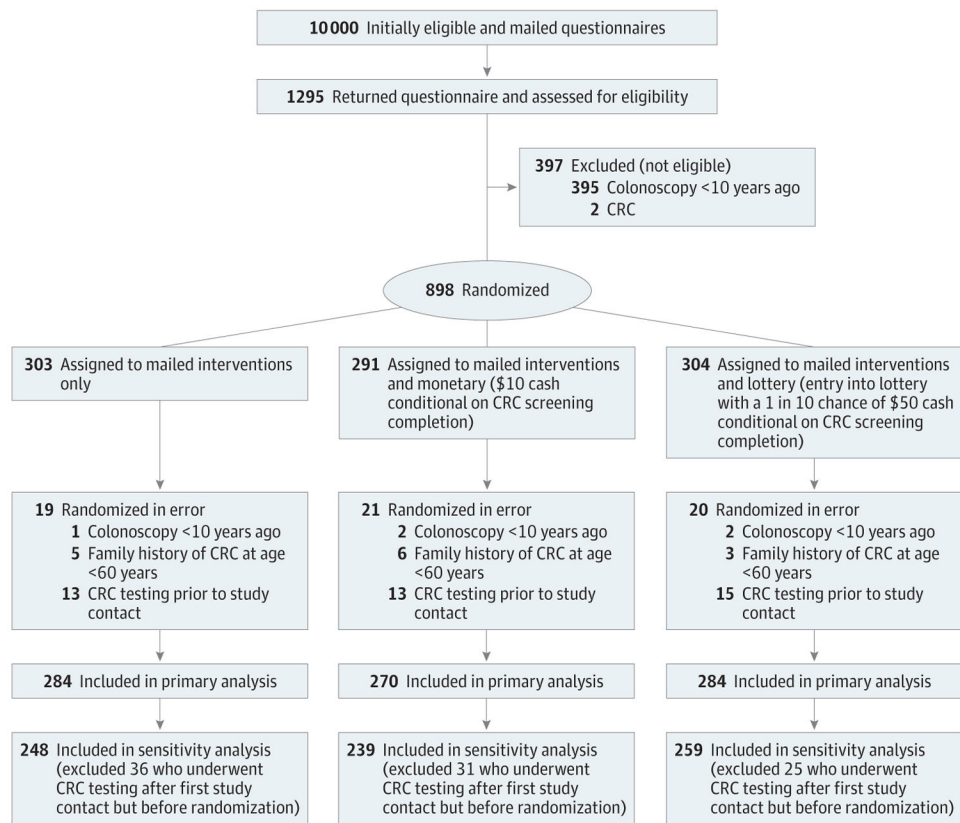 10 000 Initially eligible and mailed questionnaires
1295 Returned questionnaire and assessed for eligibility
397 Excluded (not eligible)
395 Colonoscopy <10 years ago
2 CRC
898 Randomized
303 Assigned to mailed interventions
only
291 Assigned to mailed interventions
and monetary ($10 cash
conditional on CRC screening
completion)
304 Assigned to mailed interventions
and lottery (entry into lottery
with a 1 in 10 chance of $50 cash
conditional on CRC screening
completion)
19 Randomized in error
1 Colonoscopy <10 years ago
5 Family history of CRC at age
<60 years
13 CRC testing prior to study
contact
21 Randomized in error
2 Colonoscopy <10 years ago
6 Family history of CRC at age
<60 years
13 CRC testing prior to study
contact
20 Randomized in error
2 Colonoscopy <10 years ago
3 Family history of CRC at age
<60 years
15 CRC testing prior to study
contact
284 Included in primary analysis
270 Included in primary analysis
284 Included in primary analysis
248 Included in sensitivity analysis
(excluded 36 who underwent
CRC testing after first study
contact but before randomization)
239 Included in sensitivity analysis
(excluded 31 who underwent
CRC testing after first study
contact but before randomization)
259 Included in sensitivity analysis
(excluded 25 who underwent
CRC testing after first study
contact but before randomization)